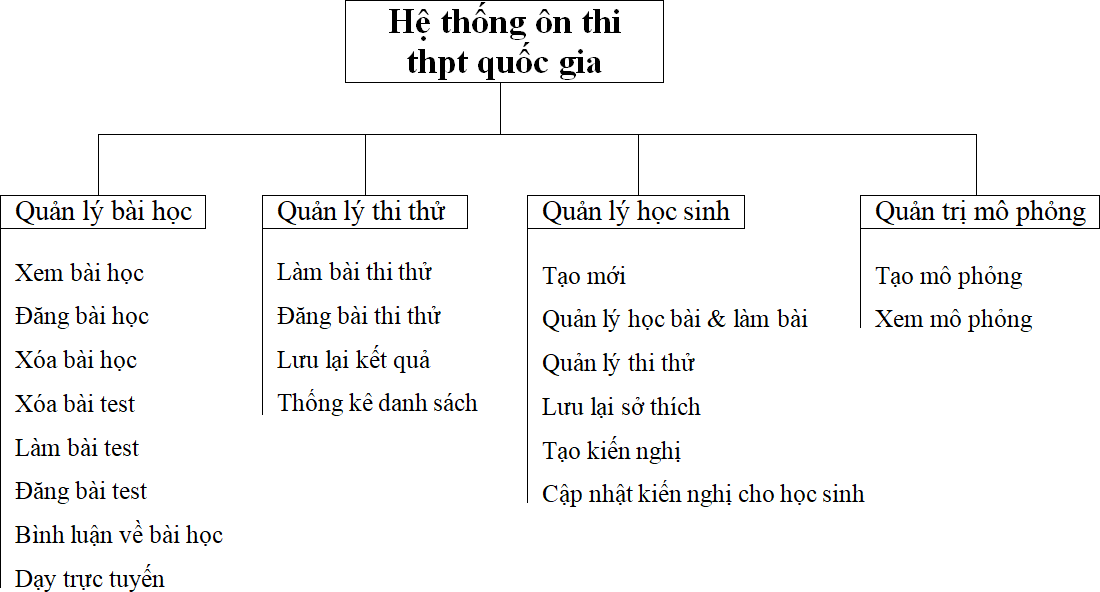 Hệ thống ôn thi
thpt quốc gia
Quản lý bài học
Xem bài học
Đăng bài học
Xóa bài học
Xóa bài test
Làm bài test
Đăng bài test
Bình luận về bài học
Dạy trực tuyến
Quản lý thi thử
Làm bài thi thử
Đăng bài thi thử
Lưu lại kết quả
Thống kê danh sách
Quản lý học sinh
Tạo mới
Quản lý học bài & làm bài
Quản lý thi thử
Lưu lại sở thích
Tạo kiến nghị
Cập nhật kiến nghị cho học sinh
Quản trị mô phỏng
Tạo mô phỏng
Xem mô phỏng